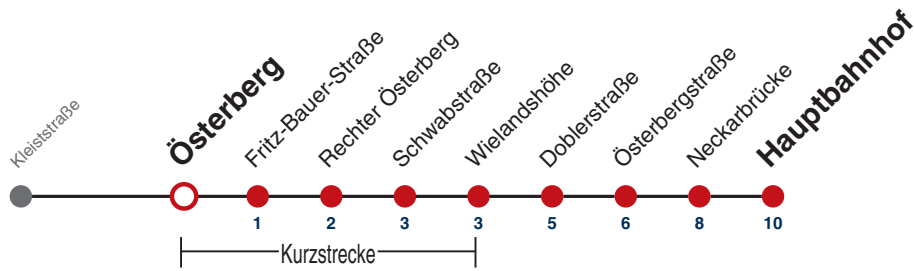 Kleiststraße
Österberg
Fritz-Bauer-Straße
Rechter Österberg
Schwabstraße
Wielandshöhe
Doblerstraße
Österbergstraße
Neckarbrücke
Hauptbahnhof
1 2 3 3 5 6 8 10
Kurzstrecke